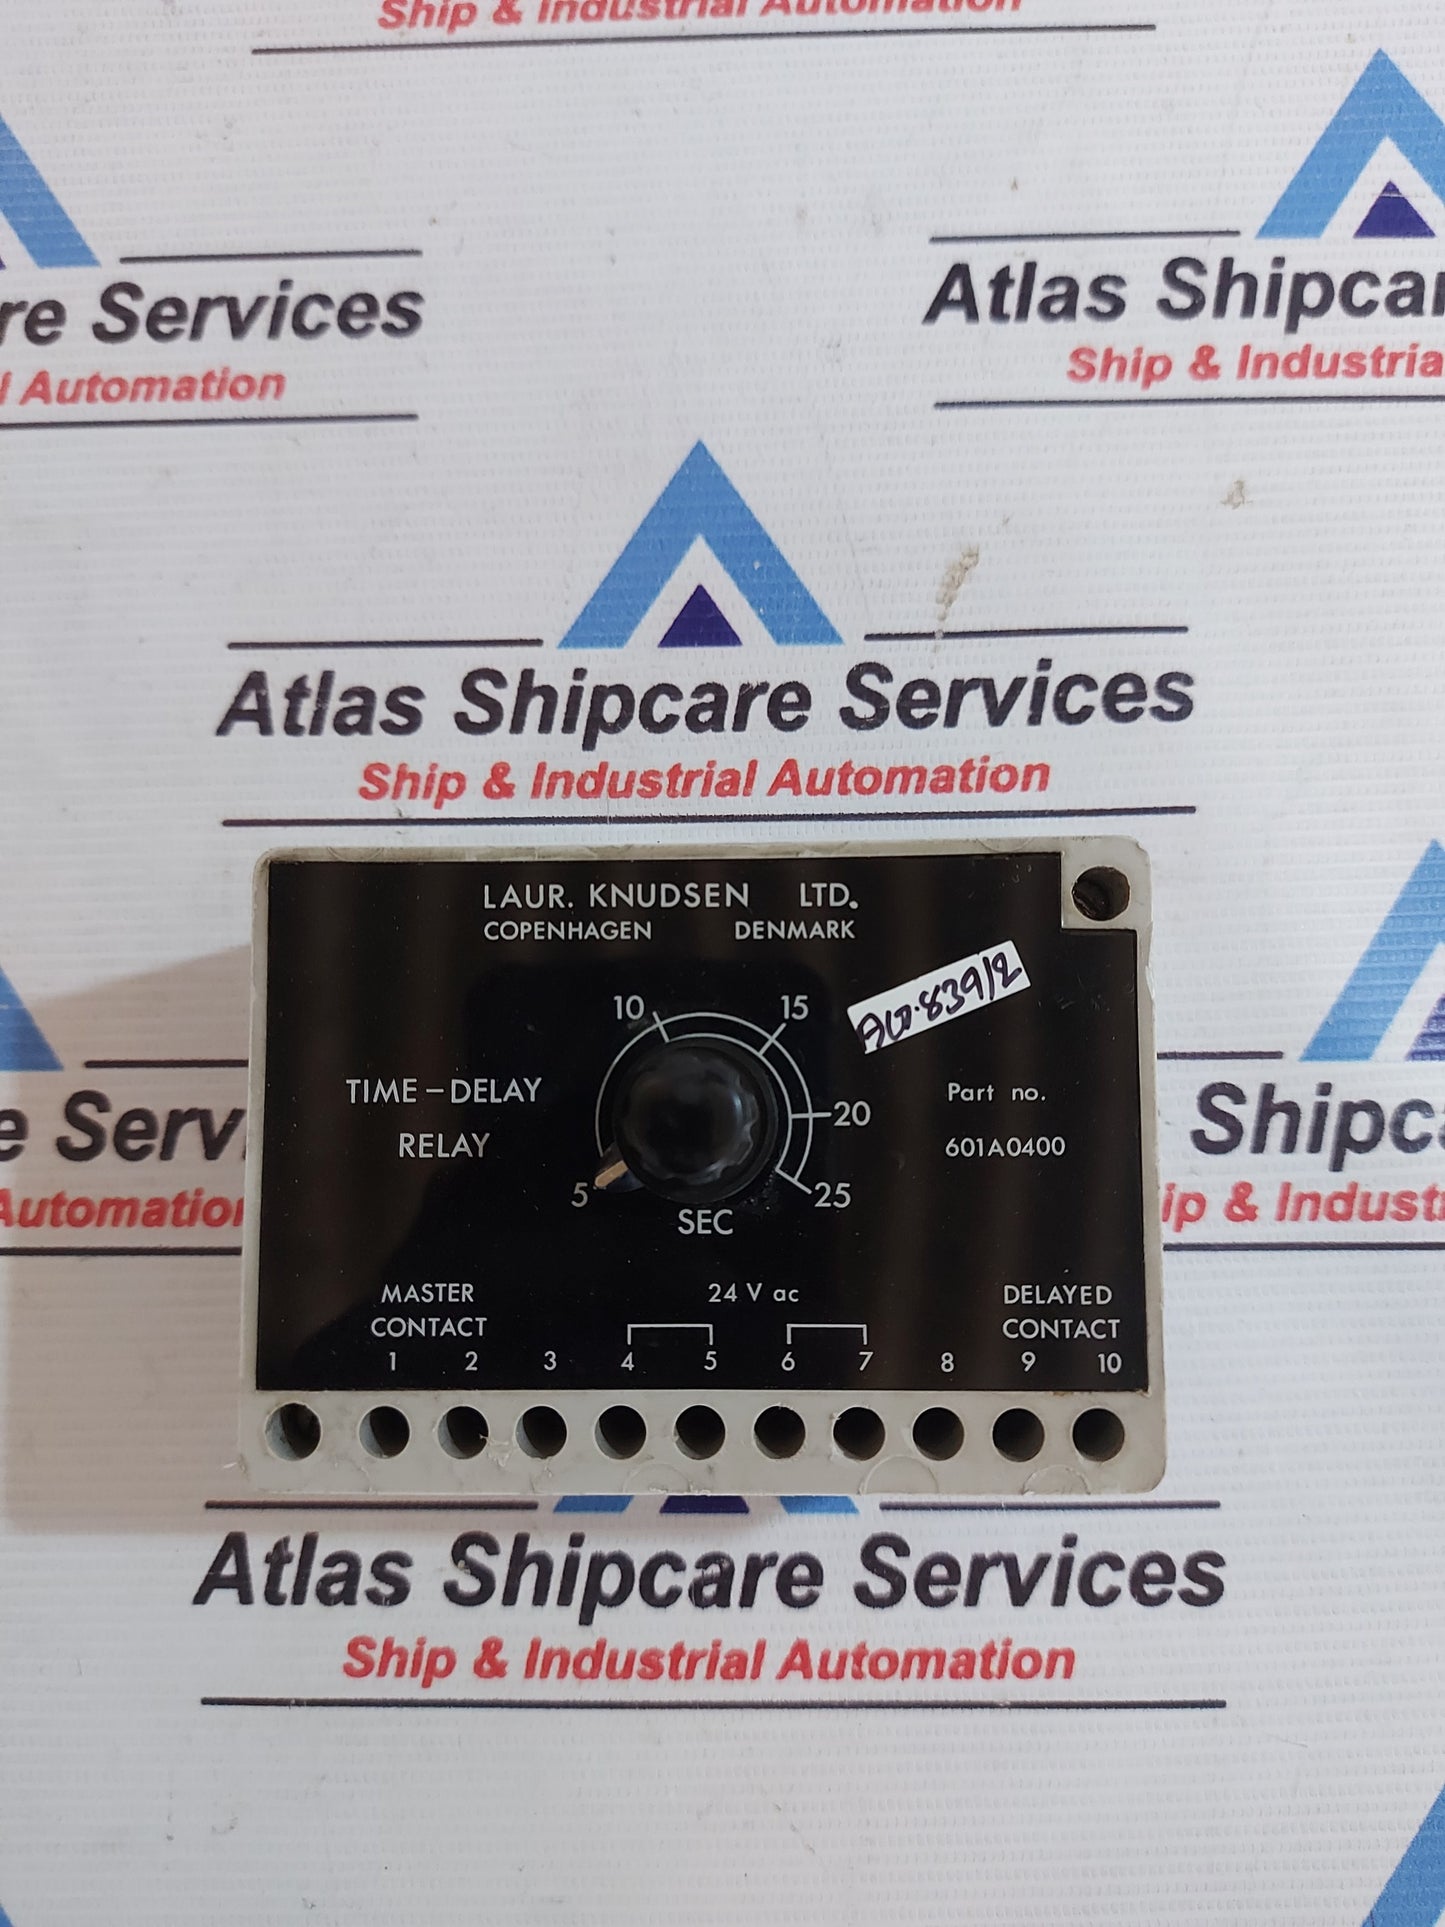 Ship & Industrial Automation
re Services
l Automation
Atlas Shipcar
Ship & Industria
Atlas Shipcare Services
Ship & Industrial Automation
LAUR. KNUDSEN LTD.
COPENHAGEN DENMARK
10 15
TIME – DELAY
RELAY
5 20 25
SEC
Part no.
601A0400
MASTER
CONTACT
24 V ac
DELAYED
CONTACT
1 2 3 4 5 6 7 8 9 10
e Serv
Automatio
Shipc
ip & Indust
Atlas Shipcare Services
Ship & Industrial Automation